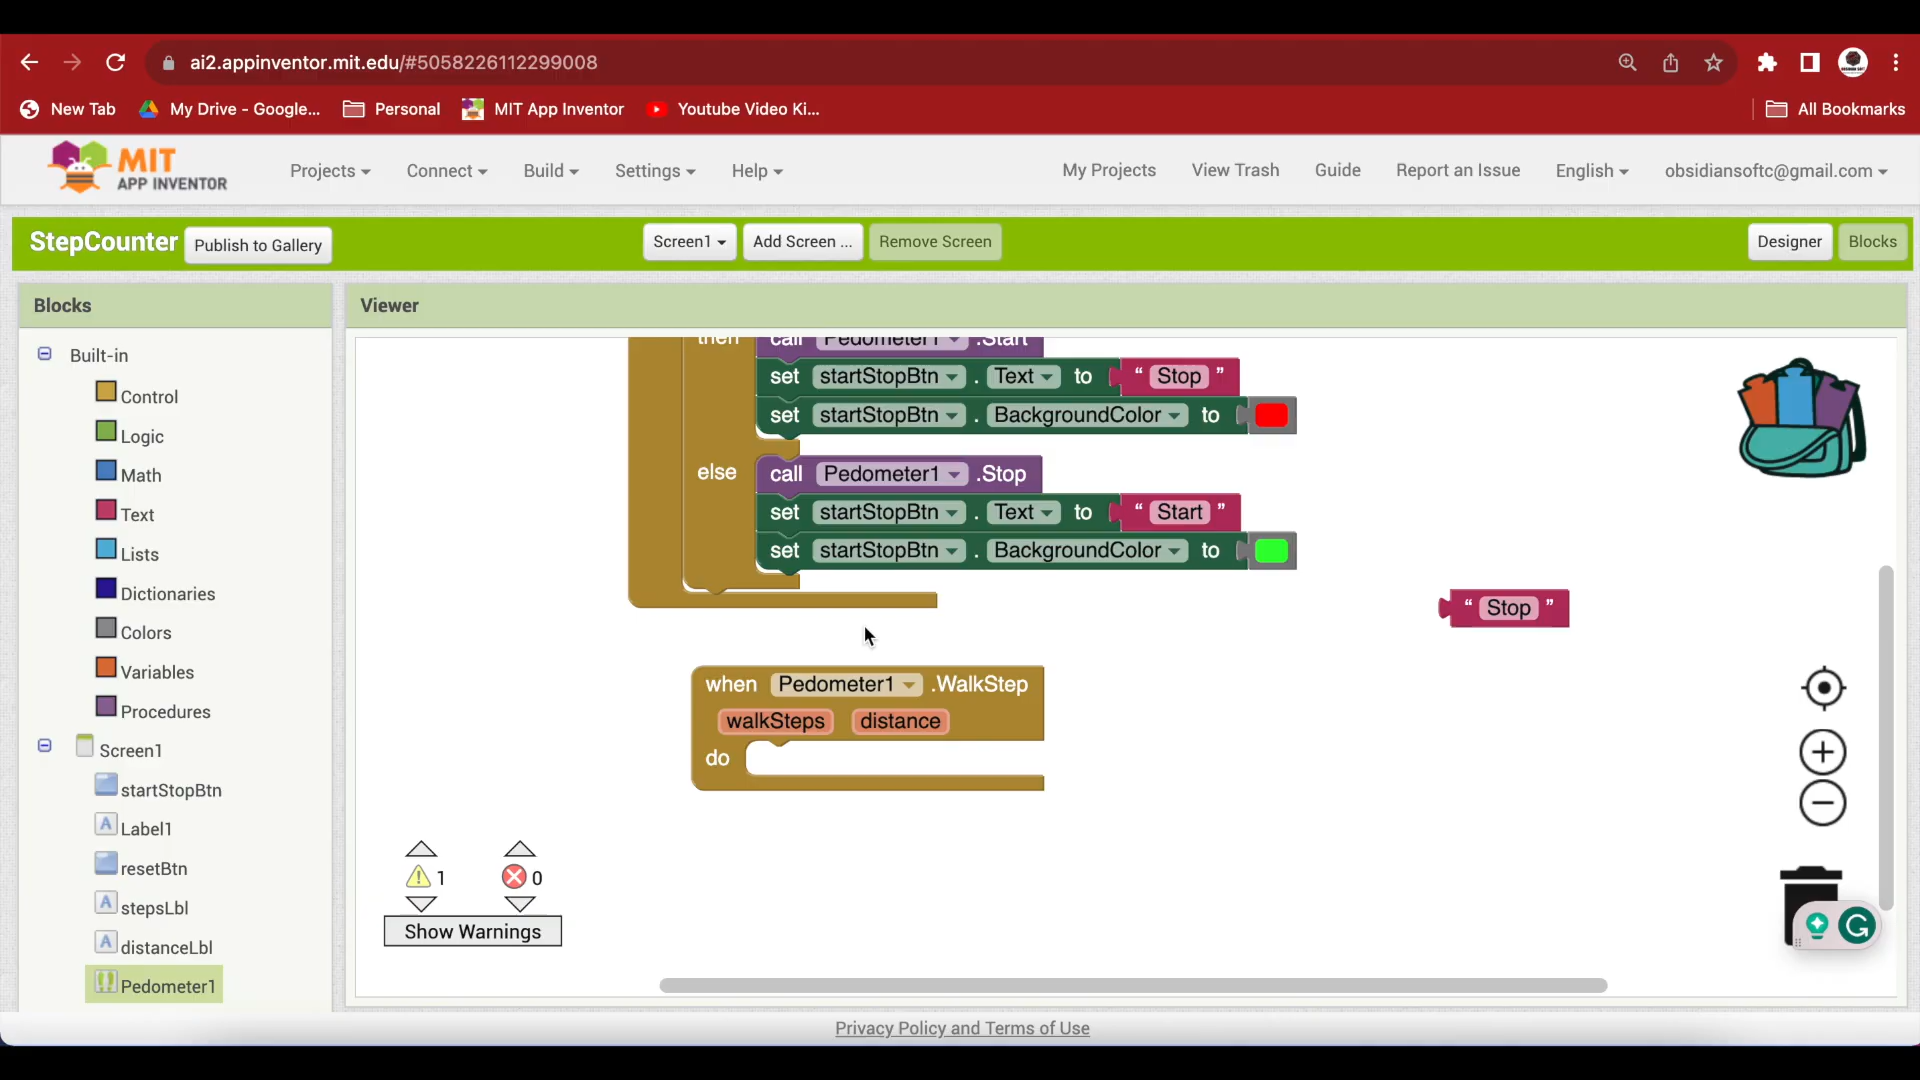 ai2.appinventor.mit.edu/#5058226112299008
New Tab My Drive - Google... Personal MIT App Inventor Youtube Video Ki... All Bookmarks
MIT
APP INVENTOR
Projects Connect Build Settings Help My Projects View Trash Guide Report an Issue English obsidiansoftc@gmail.com
StepCounter Publish to Gallery Screen1 Add Screen ... Remove Screen Designer Blocks
Blocks Viewer
Built-in
Control
Logic
Math
Text
Lists
Dictionaries
Colors
Variables
Procedures
Screen1
startStopBtn
Label1
resetBtn
stepsLbl
distanceLbl
Pedometer1
then call Pedometer1 .Start
set startStopBtn . Text to “ Stop ”
set startStopBtn . BackgroundColor to
else call Pedometer1 .Stop
set startStopBtn . Text to “ Start ”
set startStopBtn . BackgroundColor to
“ Stop ”
when Pedometer1 .WalkStep
walkSteps distance
do
1 0
Show Warnings
Privacy Policy and Terms of Use